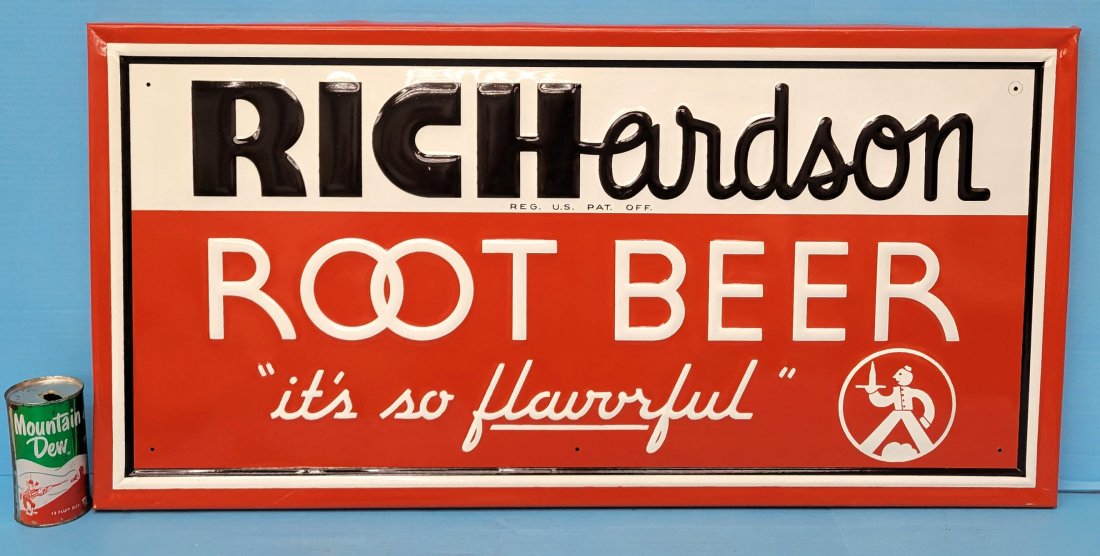 RICHardson
REG. U.S. PAT. OFF.
ROOT BEER
"it's so flavorful"
Mountain
Dew